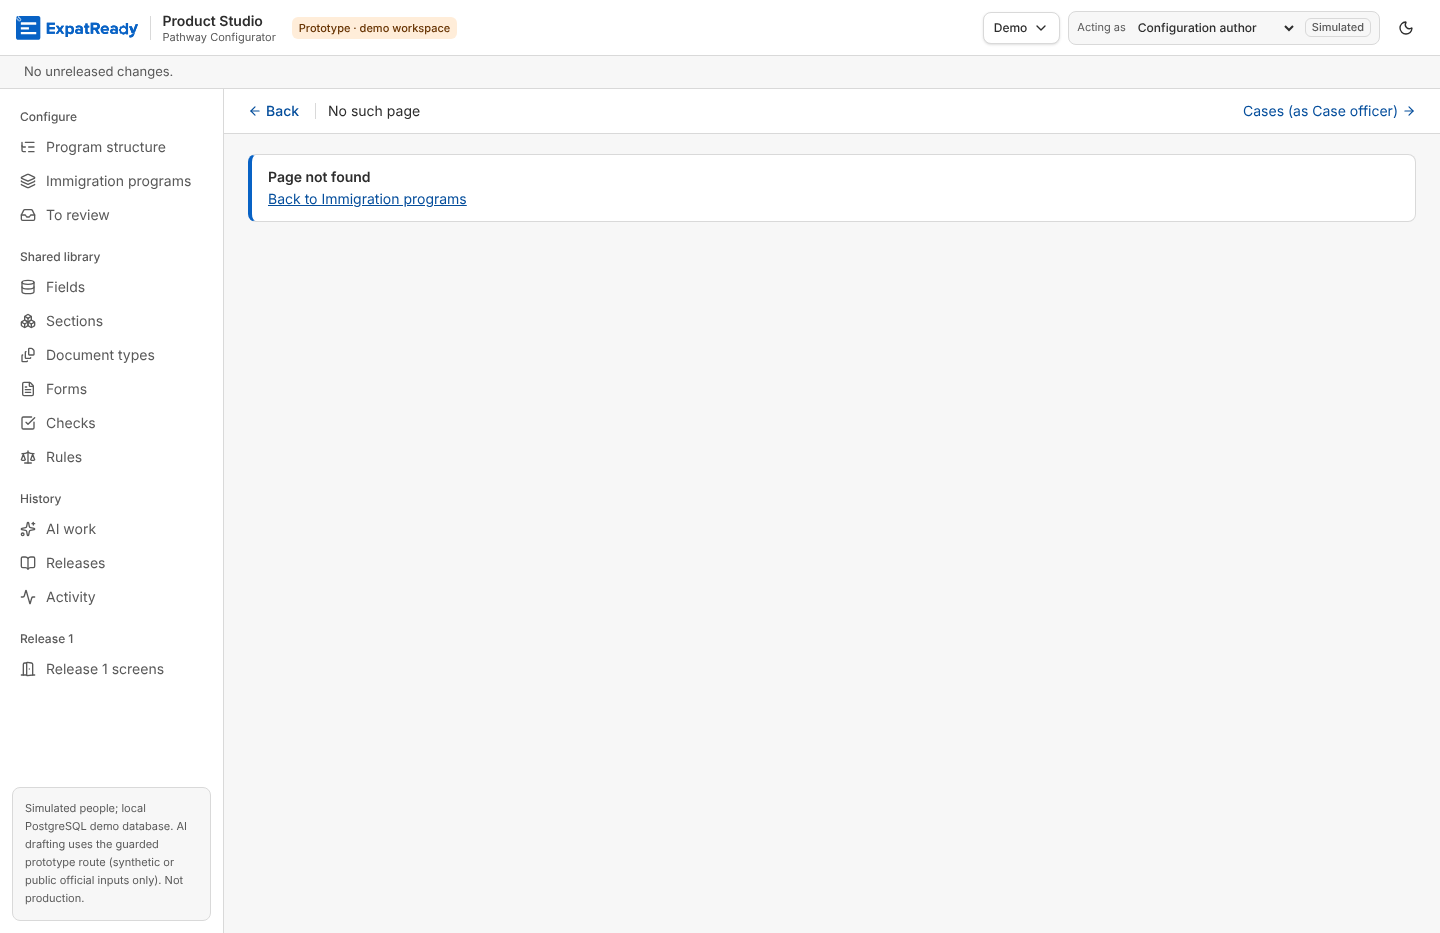 ExpatReady
Product Studio
Pathway Configurator
Prototype · demo workspace
Demo
Acting as
Configuration author
Simulated
No unreleased changes.
Configure
Program structure
Immigration programs
To review
Shared library
Fields
Sections
Document types
Forms
Checks
Rules
History
AI work
Releases
Activity
Release 1
Release 1 screens
Simulated people; local
PostgreSQL demo database. AI
drafting uses the guarded
prototype route (synthetic or
public official inputs only). Not
production.
← Back
No such page
Cases (as Case officer) →
Page not found
Back to Immigration programs